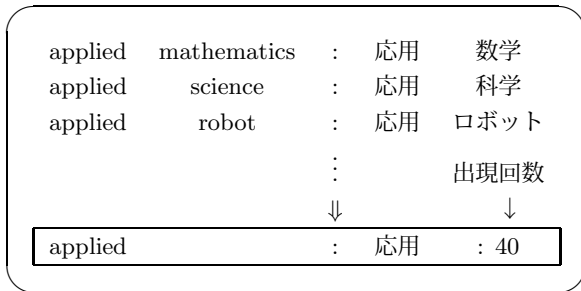 applied mathematics : 応用 数学
applied science : 応用 科学
applied robot : 応用 ロボット
⋮ 出現回数
⇓ ↓
applied : 応用 : 40